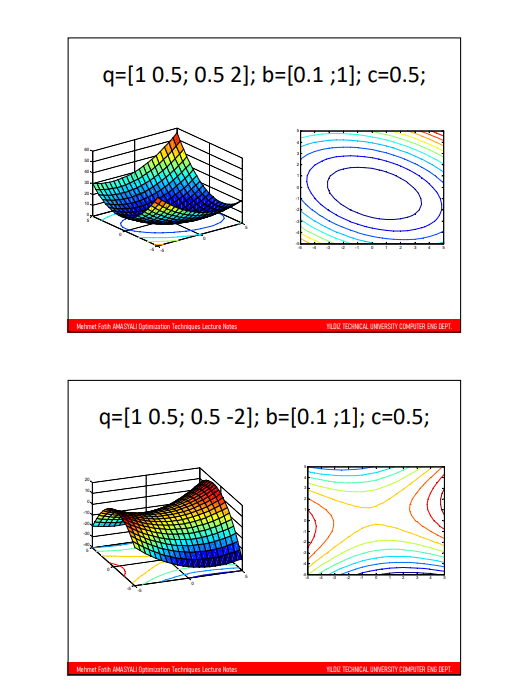 q=[1 0.5; 0.5 2]; b=[0.1 ;1]; c=0.5;
Mehmet Fatih AMASYALI Optimization Techniques Lecture Notes
YILDIZ TECHNICAL UNIVERSITY COMPUTER ENG DEPT.
q=[1 0.5; 0.5 -2]; b=[0.1 ;1]; c=0.5;
Mehmet Fatih AMASYALI Optimization Techniques Lecture Notes
YILDIZ TECHNICAL UNIVERSITY COMPUTER ENG DEPT.